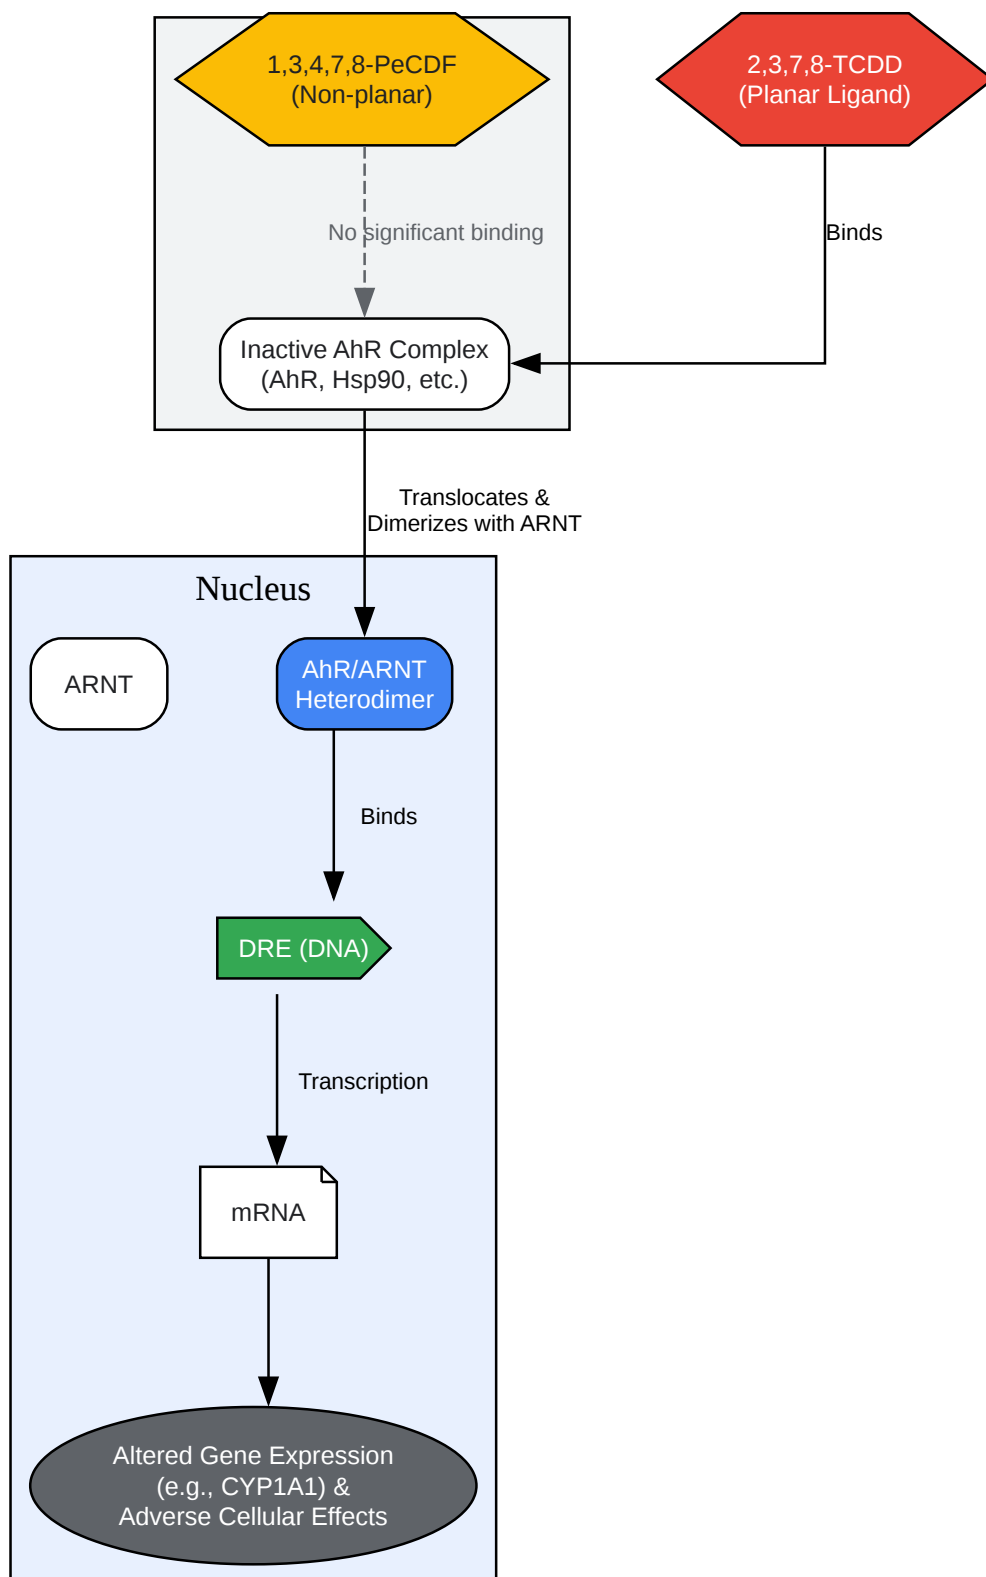 1,3,4,7,8-PeCDF
(Non-planar)
2,3,7,8-TCDD
(Planar Ligand)
No significant binding
Binds
Inactive AhR Complex
(AhR, Hsp90, etc.)
Translocates &
Dimerizes with ARNT
Nucleus
ARNT
AhR/ARNT
Heterodimer
Binds
DRE (DNA)
Transcription
mRNA
Altered Gene Expression
(e.g., CYP1A1) &
Adverse Cellular Effects